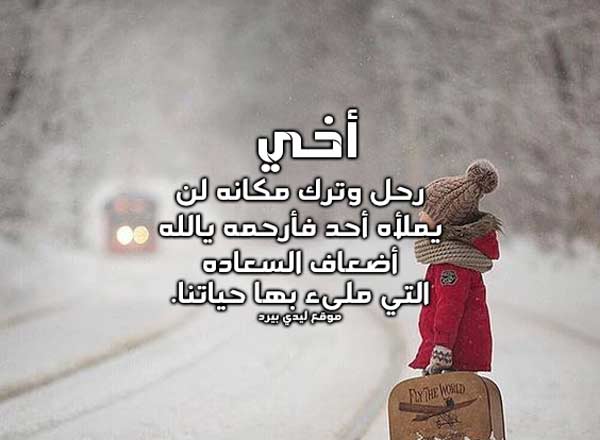 أخي
رحل وترك مكانه لن
يملأه أحد فأرحمه يالله
أضعاف السعاده
التي مليء بها حياتنا.
موقع ليدي بيرد
FLY THE WORLD